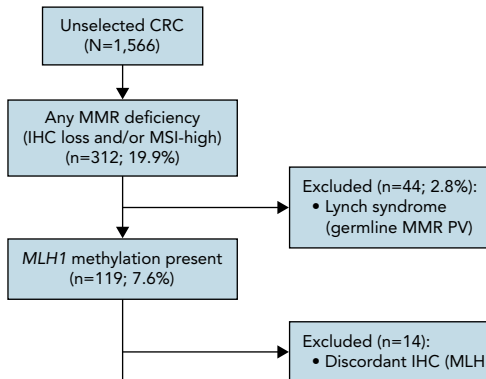 Unselected CRC
(N=1,566)
Any MMR deficiency
(IHC loss and/or MSI-high)
(n=312; 19.9%)
Excluded (n=44; 2.8%):
• Lynch syndrome
(germline MMR PV)
MLH1 methylation present
(n=119; 7.6%)
Excluded (n=14):
• Discordant IHC (MLH